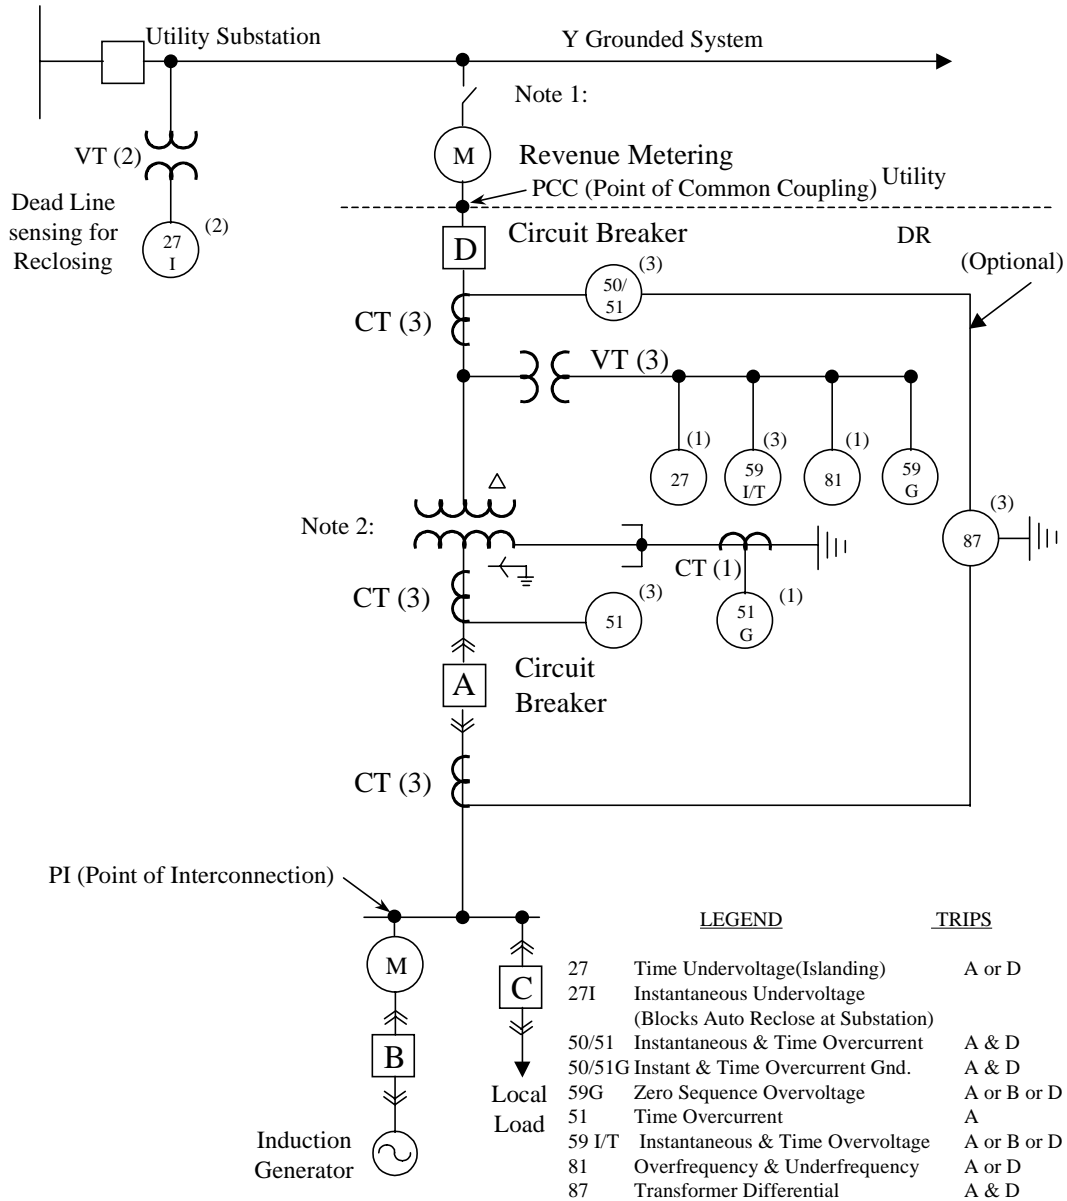 Utility Substation
Y Grounded System
Note 1:
VT (2)
M
Revenue Metering
PCC (Point of Common Coupling)
Utility
Dead Line
sensing for
Reclosing
27
I
(2)
D
Circuit Breaker
DR
(Optional)
50/
51
(3)
CT (3)
VT (3)
27
(1)
59
I/T
(3)
81
(1)
59
G
Note 2:
△
CT (1)
87
(3)
CT (3)
51
(3)
51
G
(1)
A
Circuit
Breaker
CT (3)
PI (Point of Interconnection)
M
B
C
Induction
Generator
Local
Load
LEGEND TRIPS
27 Time Undervoltage(Islanding) A or D
27I Instantaneous Undervoltage
(Blocks Auto Reclose at Substation)
50/51 Instantaneous & Time Overcurrent A & D
50/51G Instant & Time Overcurrent Gnd. A & D
59G Zero Sequence Overvoltage A or B or D
51 Time Overcurrent A
59 I/T Instantaneous & Time Overvoltage A or B or D
81 Overfrequency & Underfrequency A or D
87 Transformer Differential A & D